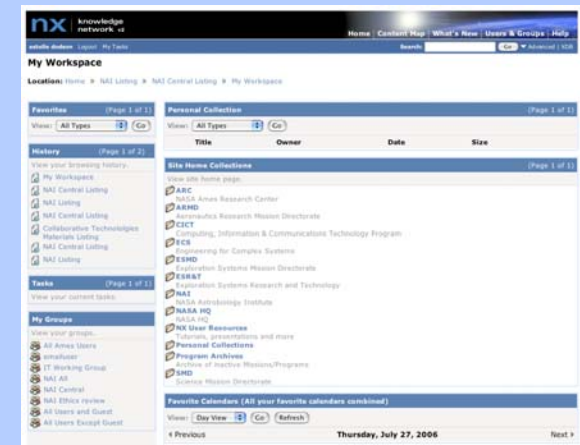 nx knowledge network v2
Home | Content Map | What's New | Users & Groups | Help
estelle dodson Logout My Tasks
Search: Go Advanced | XDB
My Workspace
Location: Home NAI Listing NAI Central Listing My Workspace
Favorites (Page 1 of 1)
View: All Types Go
History (Page 1 of 2)
View your browsing history.
My Workspace
NAI Central Listing
NAI Listing
NAI Central Listing
Collaborative Technologies Materials Listing
NAI Central Listing
NAI Listing
Tasks (Page 1 of 1)
View your current tasks.
My Groups
View your groups.
All Ames Users
emailuser
IT Working Group
NAI All
NAI Central
NAI Ethics review
All Users and Guest
All Users Except Guest
Personal Collection (Page 1 of 1)
View: All Types Go
Title Owner Date Size
Site Home Collections (Page 1 of 1)
View site home page.
ARC
NASA Ames Research Center
ARMD
Aeronautics Research Mission Directorate
CICT
Computing, Information & Communications Technology Program
ECS
Engineering for Complex Systems
ESMD
Exploration Systems Mission Directorate
ESR&T
Exploration Systems Research and Technology
NAI
NASA Astrobiology Institute
NASA HQ
NASA HQ
NX User Resources
Tutorials, presentations and more
Personal Collections
Program Archives
Archive of Inactive Missions/Programs
SMD
Science Mission Directorate
Favorite Calendars (All your favorite calendars combined)
View: Day View Go Refresh
Previous Thursday, July 27, 2006 Next